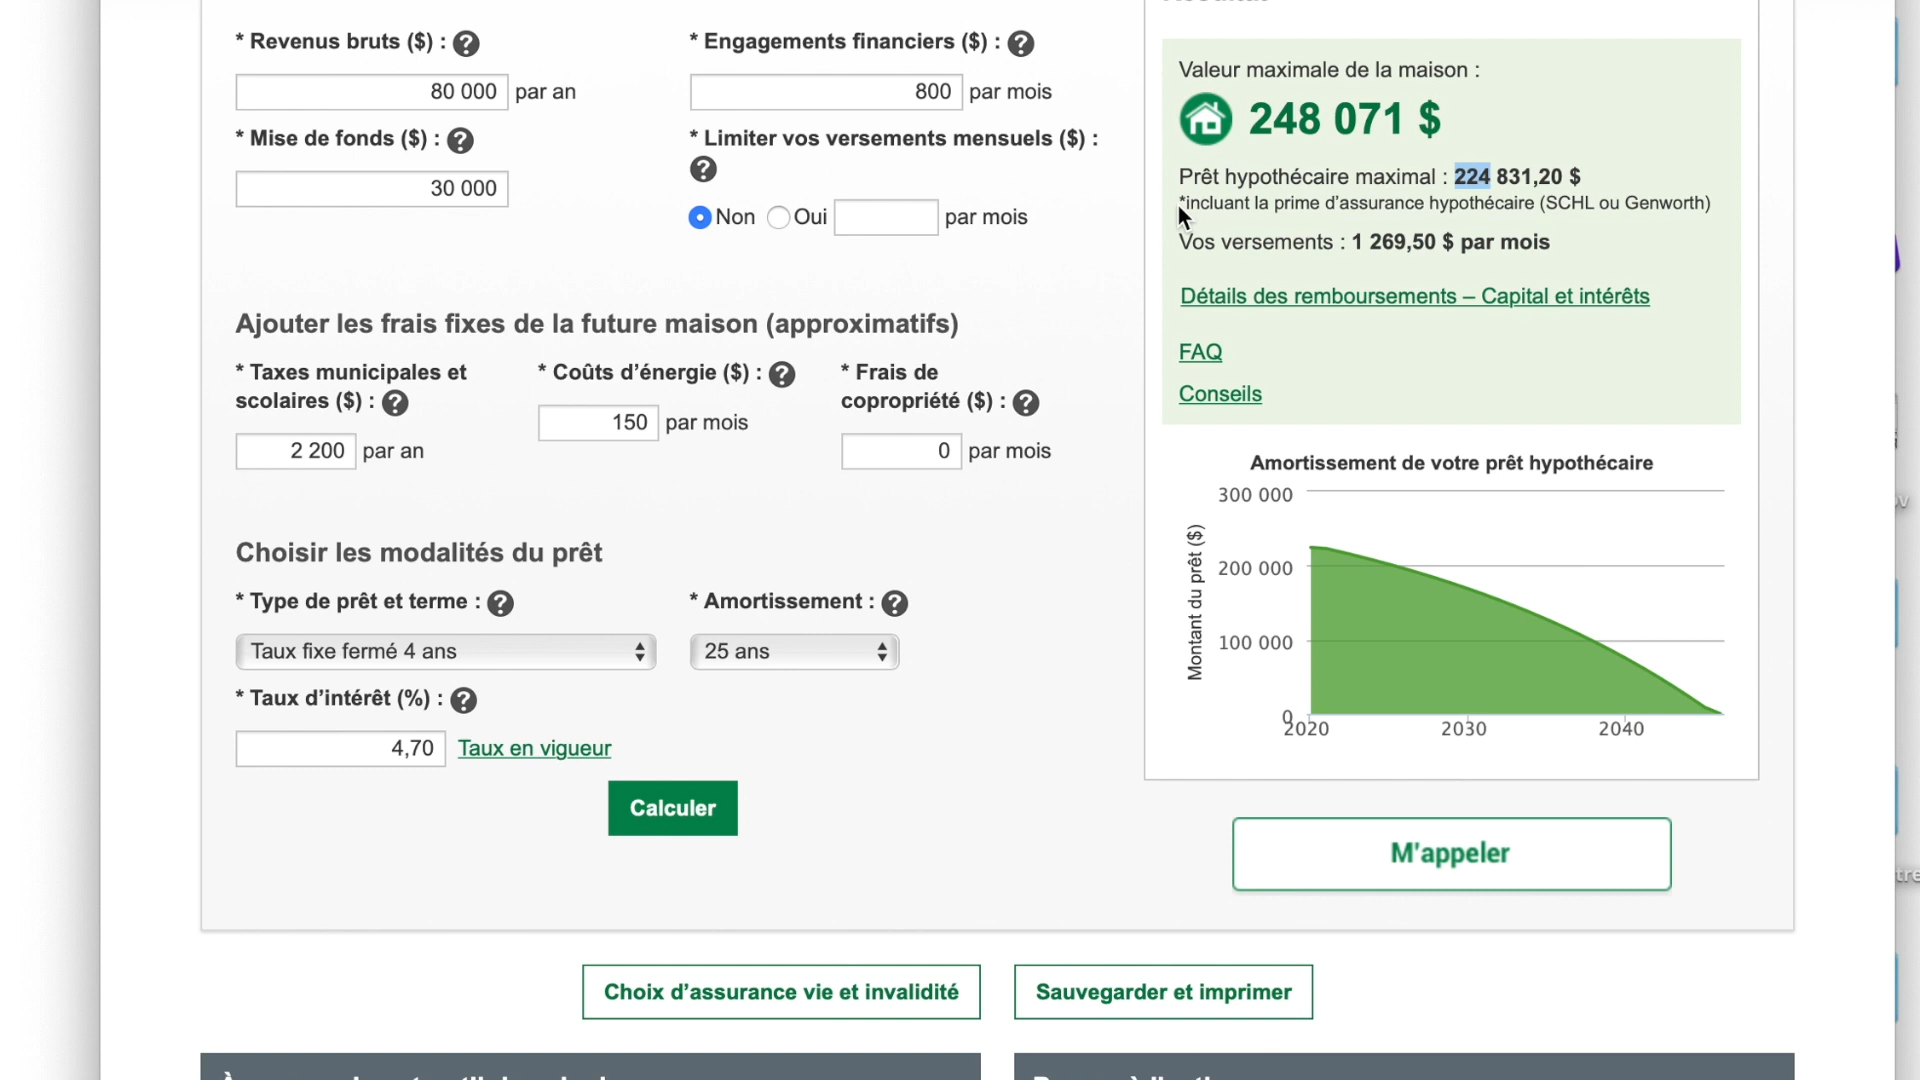 * Revenus bruts ($) : ?
80 000 par an
* Engagements financiers ($) : ?
800 par mois
* Mise de fonds ($) : ?
30 000
* Limiter vos versements mensuels ($) :
?
Non Oui par mois
Ajouter les frais fixes de la future maison (approximatifs)
* Taxes municipales et
scolaires ($) : ?
2 200 par an
* Coûts d’énergie ($) : ?
150 par mois
* Frais de
copropriété ($) : ?
0 par mois
Choisir les modalités du prêt
* Type de prêt et terme : ?
Taux fixe fermé 4 ans
* Amortissement : ?
25 ans
* Taux d’intérêt (%) : ?
4,70 Taux en vigueur
Calculer
Valeur maximale de la maison :
248 071 $
Prêt hypothécaire maximal : 224 831,20 $
*incluant la prime d’assurance hypothécaire (SCHL ou Genworth)
Vos versements : 1 269,50 $ par mois
Détails des remboursements – Capital et intérêts
FAQ
Conseils
Amortissement de votre prêt hypothécaire
Montant du prêt ($)
300 000
200 000
100 000
0
2020 2030 2040
M'appeler
Choix d’assurance vie et invalidité
Sauvegarder et imprimer